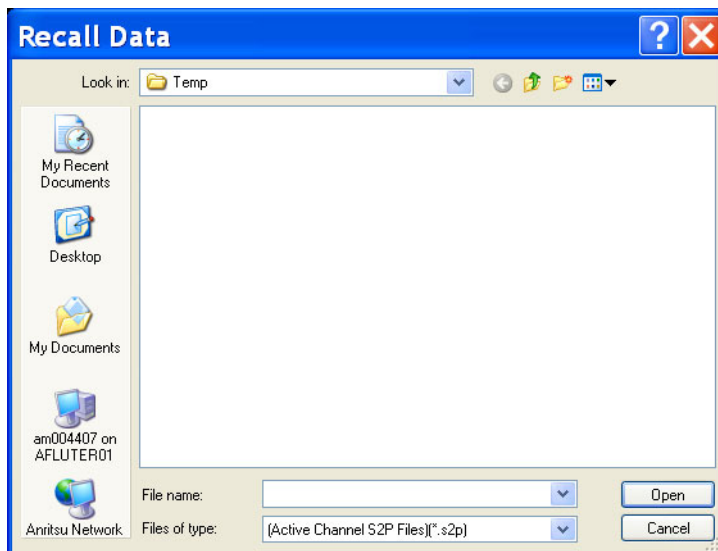 Recall Data
Look in:
Temp
My Recent
Documents
Desktop
My Documents
am004407 on
AFLUTER01
Anritsu Network
File name:
Open
Files of type:
(Active Channel S2P Files)(*.s2p)
Cancel